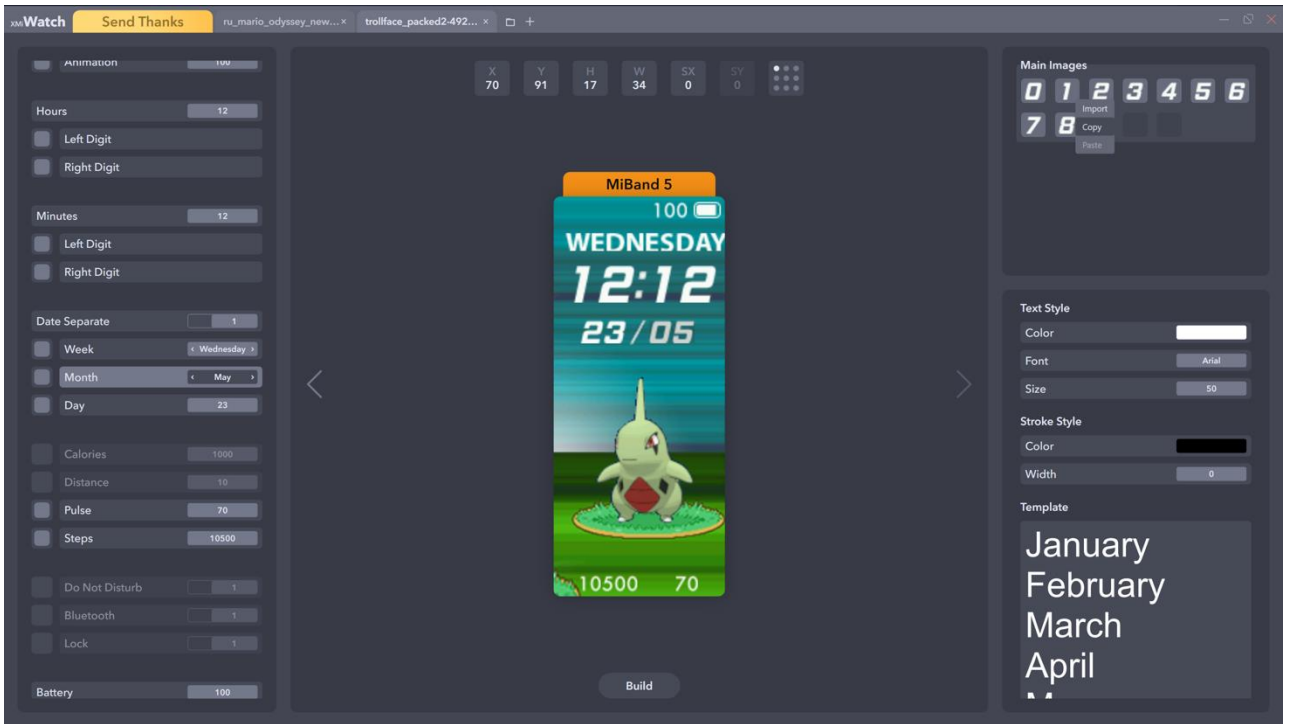 XMiWatch Send Thanks ru_mario_odyssey_new... × trollface_packed2-492... × +
Animation 100
Hours 12
Left Digit
Right Digit
Minutes 12
Left Digit
Right Digit
Date Separate 1
Week ‹ Wednesday ›
Month ‹ May ›
Day 23
Calories 1000
Distance 10
Pulse 70
Steps 10500
Do Not Disturb 1
Bluetooth 1
Lock 1
Battery 100
X Y H W SX SY
70 91 17 34 0 0
MiBand 5
100
WEDNESDAY
12:12
23/05
10500 70
Build
Main Images
0 1 2 3 4 5 6
7 8
Import
Copy
Paste
Text Style
Color
Font Arial
Size 50
Stroke Style
Color
Width 0
Template
January
February
March
April